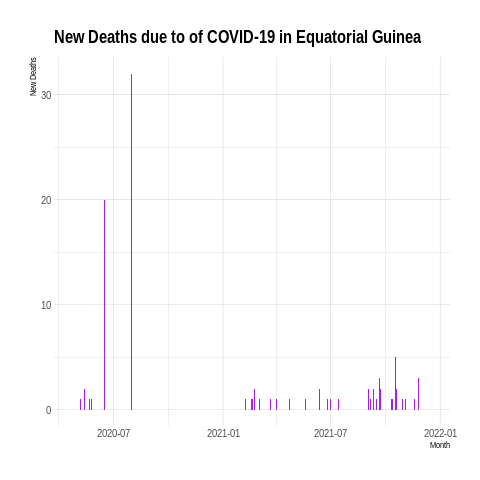 New Deaths due to of COVID-19 in Equatorial Guinea
New Deaths
30
20
10
0
2020-07 2021-01 2021-07 2022-01
Month